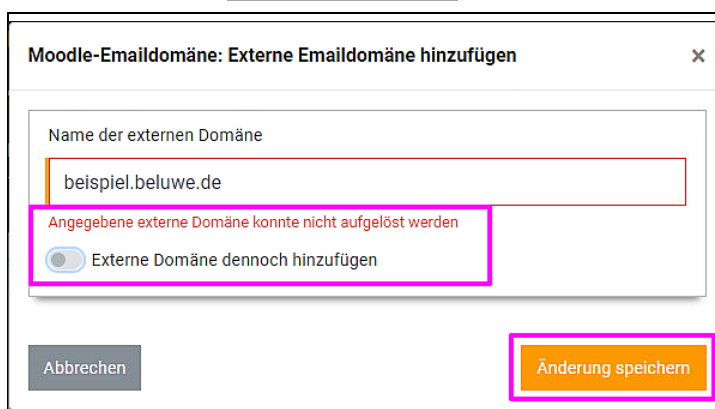 Moodle-Emaildomäne: Externe Emaildomäne hinzufügen ×
Name der externen Domäne
beispiel.beluwe.de
Angegebene externe Domäne konnte nicht aufgelöst werden
Externe Domäne dennoch hinzufügen
Abbrechen Änderung speichern